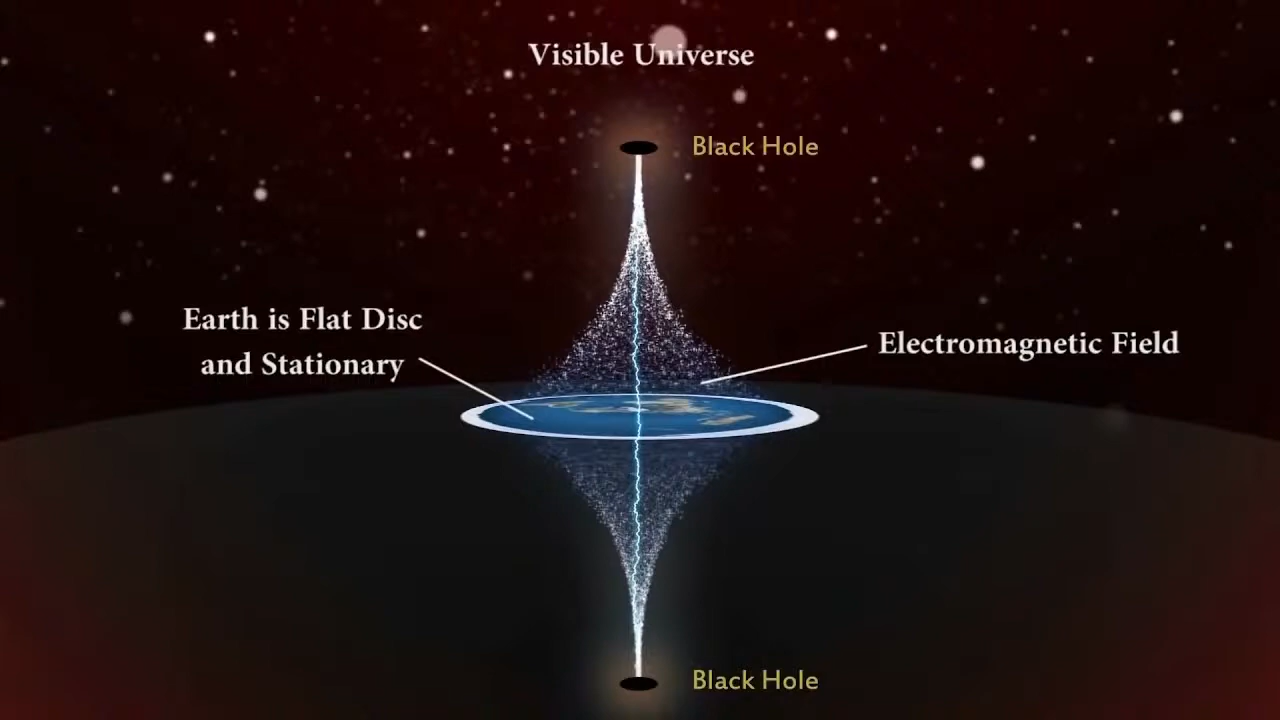 Visible Universe
Black Hole
Earth is Flat Disc
and Stationary
Electromagnetic Field
Black Hole